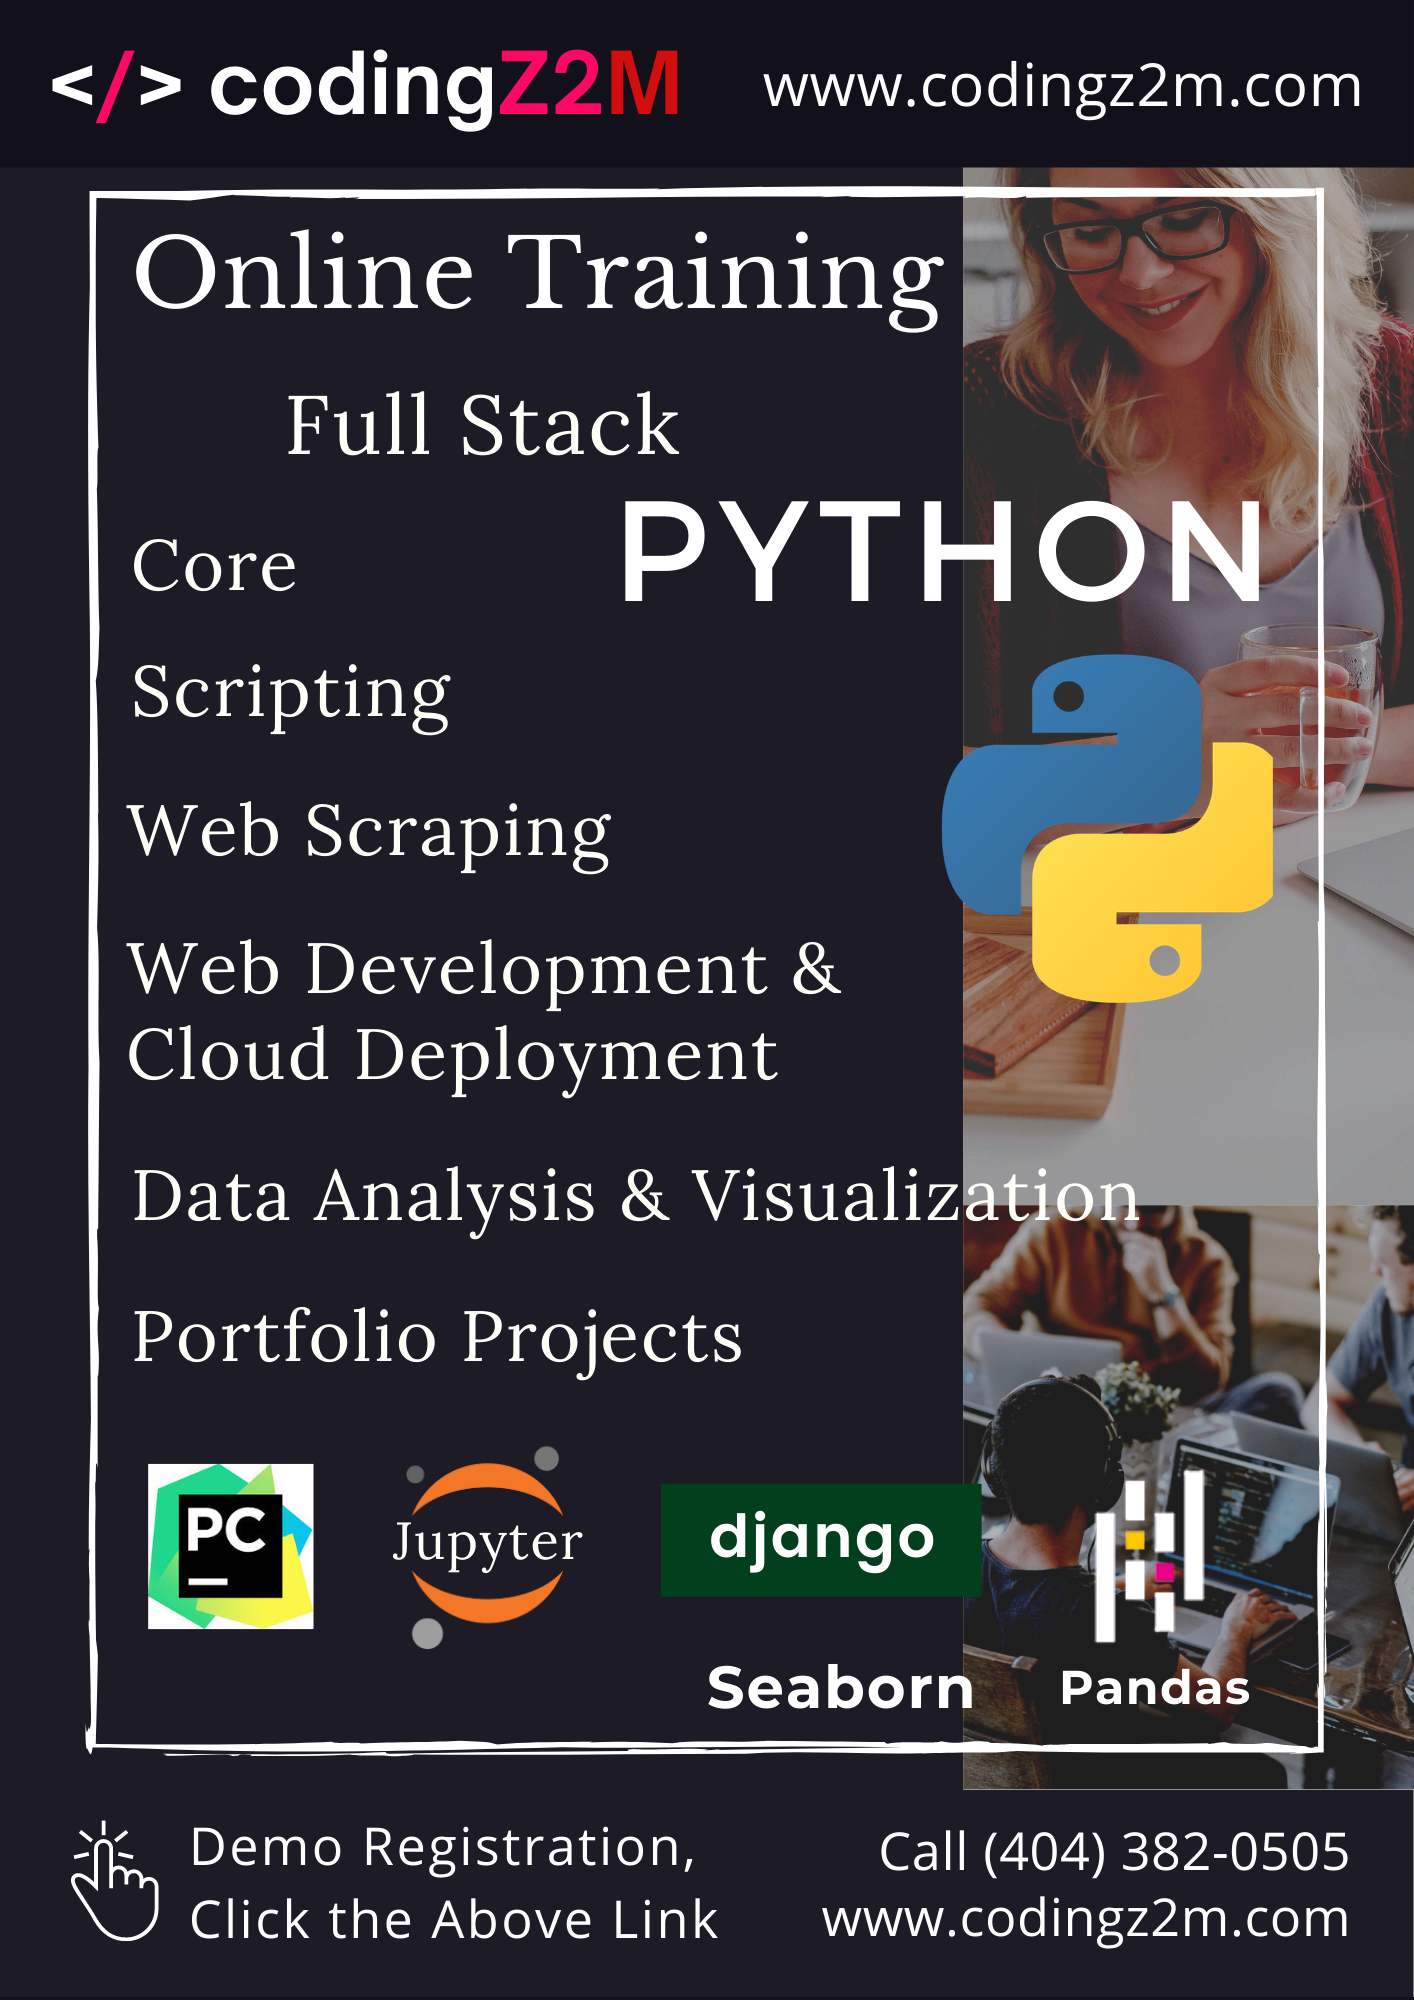 </> codingZ2M
www.codingz2m.com
Online Training
Full Stack
PYTHON
Core
Scripting
Web Scraping
Web Development &
Cloud Deployment
Data Analysis & Visualization
Portfolio Projects
PC
Jupyter
django
Seaborn
Pandas
Demo Registration,
Click the Above Link
Call (404) 382-0505
www.codingz2m.com